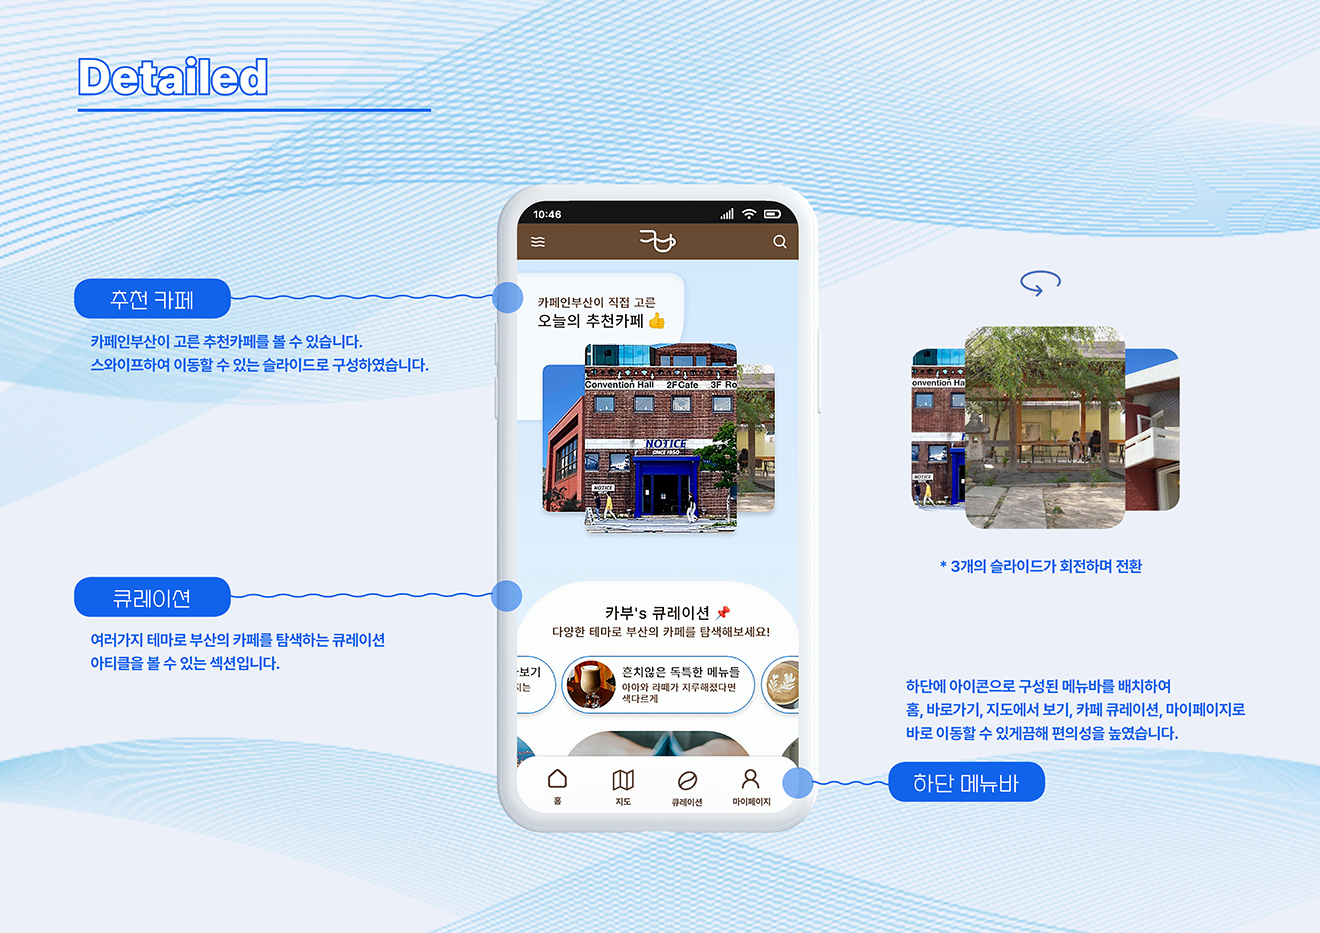 Detailed
추천 카페
카페인부산이 고른 추천카페를 볼 수 있습니다.
스와이프하여 이동할 수 있는 슬라이드로 구성하였습니다.
큐레이션
여러가지 테마로 부산의 카페를 탐색하는 큐레이션
아티클을 볼 수 있는 섹션입니다.
10:46
카페인부산이 직접 고른
오늘의 추천카페 👍
Convention Hall 2F Cafe 3F Ro
NOTICE
SINCE 1950
NOTICE
카부's 큐레이션 📌
다양한 테마로 부산의 카페를 탐색해보세요!
보기
지는
흔치않은 독특한 메뉴들
아아와 라떼가 지루해졌다면
색다르게
홈
지도
큐레이션
마이페이지
onvention Ha
NOTICE
* 3개의 슬라이드가 회전하며 전환
하단에 아이콘으로 구성된 메뉴바를 배치하여
홈, 바로가기, 지도에서 보기, 카페 큐레이션, 마이페이지로
바로 이동할 수 있게끔해 편의성을 높였습니다.
하단 메뉴바